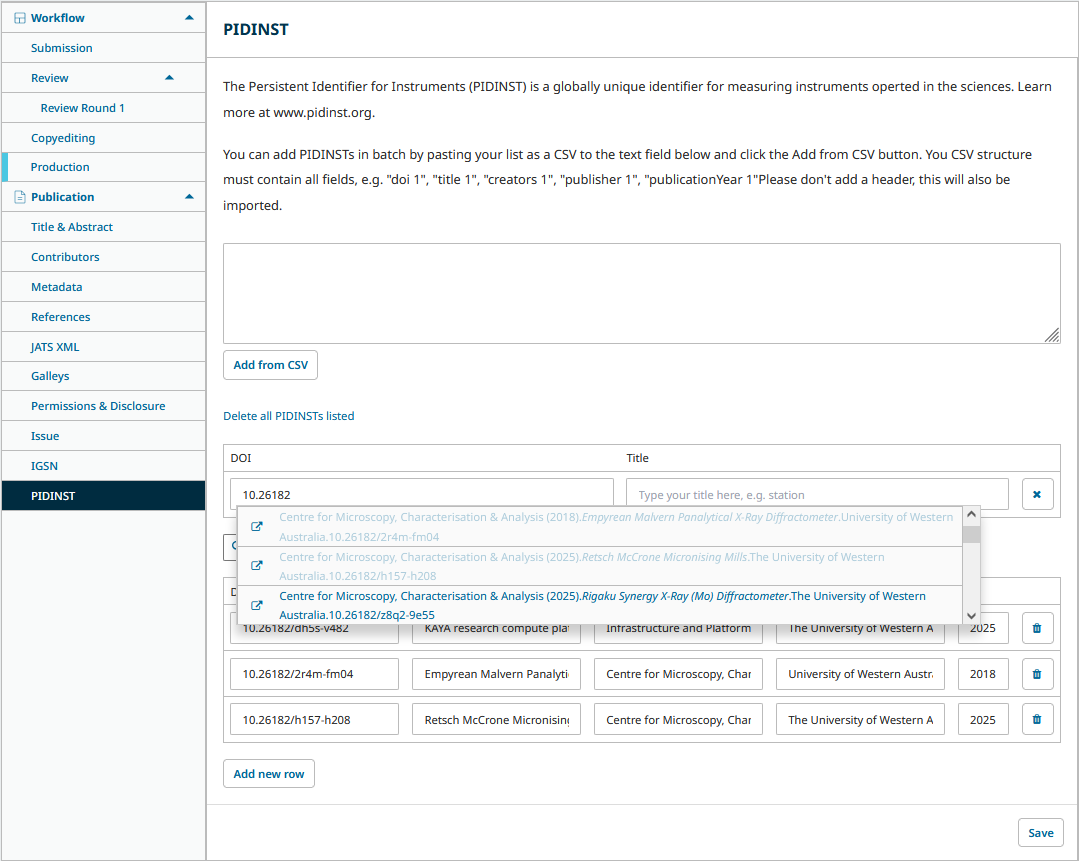 Workflow
Submission
Review
Review Round 1
Copyediting
Production
Publication
Title & Abstract
Contributors
Metadata
References
JATS XML
Galleys
Permissions & Disclosure
Issue
IGSN
PIDINST
PIDINST
The Persistent Identifier for Instruments (PIDINST) is a globally unique identifier for measuring instruments operted in the sciences. Learn
more at www.pidinst.org.
You can add PIDINSTs in batch by pasting your list as a CSV to the text field below and click the Add from CSV button. You CSV structure
must contain all fields, e.g. "doi 1", "title 1", "creators 1", "publisher 1", "publicationYear 1"Please don't add a header, this will also be
imported.
Add from CSV
Delete all PIDINSTs listed
DOI Title
10.26182 Type your title here, e.g. station
Centre for Microscopy, Characterisation & Analysis (2018).Empyrean Malvern Panalytical X-Ray Diffractometer.University of Western
Australia.10.26182/2r4m-fm04
Centre for Microscopy, Characterisation & Analysis (2025).Retsch McCrone Micronising Mills.The University of Western
Australia.10.26182/h157-h208
Centre for Microscopy, Characterisation & Analysis (2025).Rigaku Synergy X-Ray (Mo) Diffractometer.The University of Western
Australia.10.26182/z8q2-9e55
10.26182/dh5s-v482 KAYA research compute plat Infrastructure and Platform The University of Western A 2025
10.26182/2r4m-fm04 Empyrean Malvern Panalyti Centre for Microscopy, Char University of Western Austra 2018
10.26182/h157-h208 Retsch McCrone Micronising Centre for Microscopy, Char The University of Western A 2025
Add new row
Save